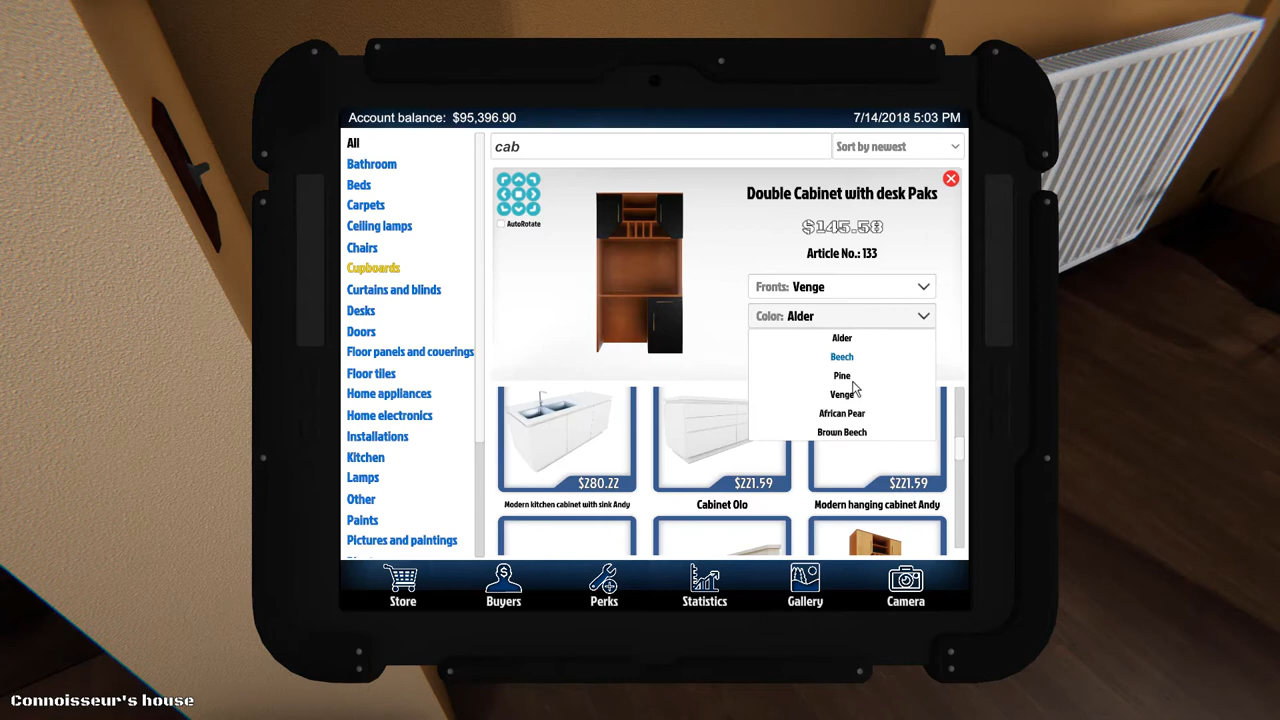 Account balance: $95,396.90
7/14/2018 5:03 PM
All
Bathroom
Beds
Carpets
Ceiling lamps
Chairs
Cupboards
Curtains and blinds
Desks
Doors
Floor panels and coverings
Floor tiles
Home appliances
Home electronics
Installations
Kitchen
Lamps
Other
Paints
Pictures and paintings
cab
Sort by newest
AutoRotate
Double Cabinet with desk Paks
$145.58
Article No.: 133
Fronts: Venge
Color: Alder
Alder
Beech
Pine
Venge
African Pear
Brown Beech
$280.22
$221.59
$221.59
Modern kitchen cabinet with sink Andy
Cabinet Olo
Modern hanging cabinet Andy
Store
Buyers
Perks
Statistics
Gallery
Camera
Connoisseur's house